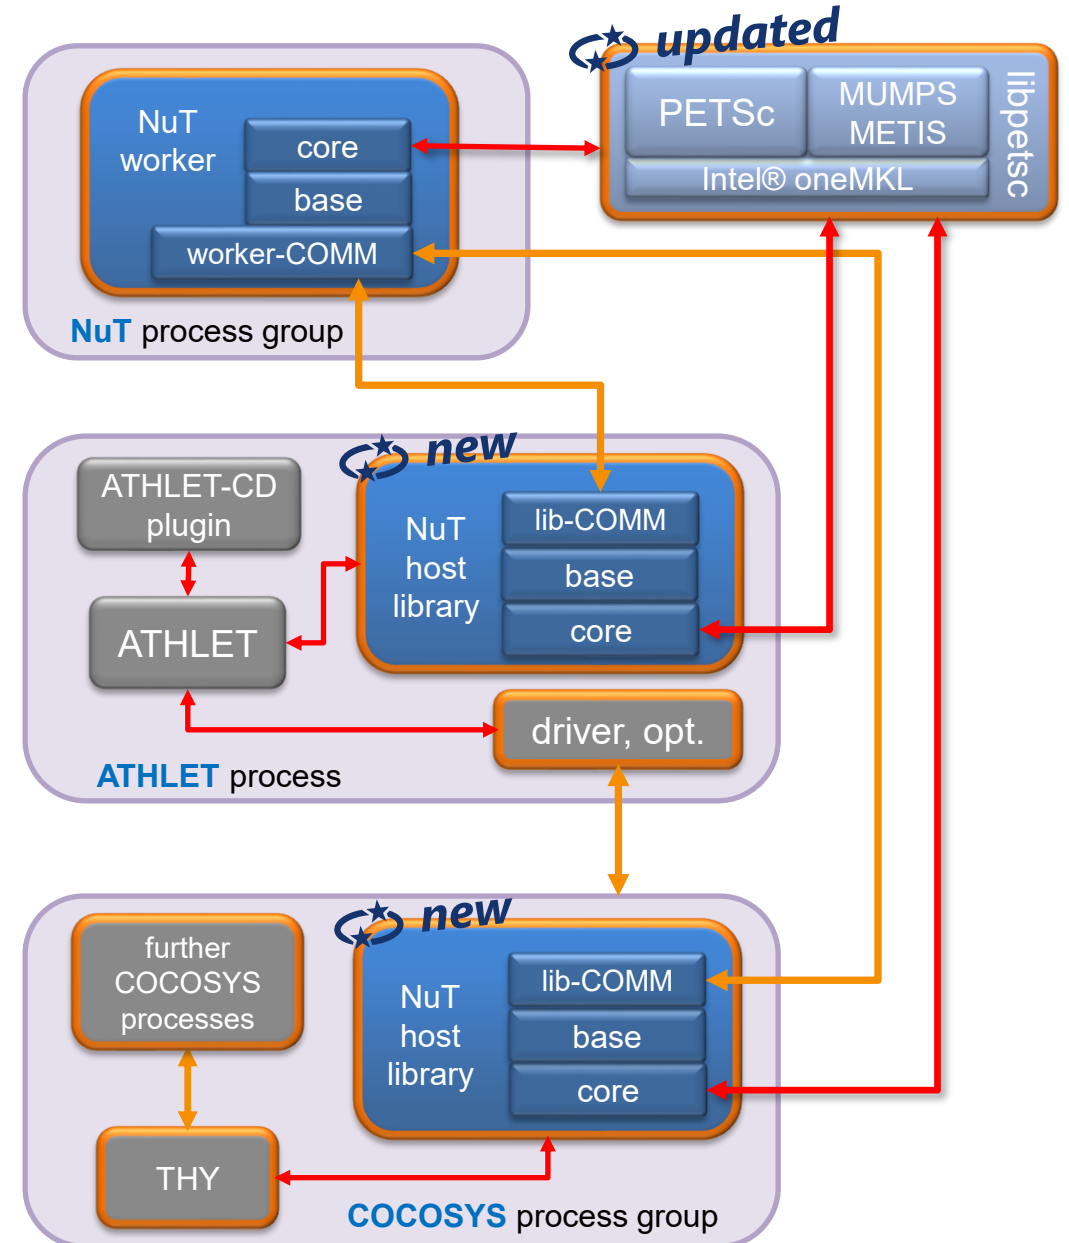 updated
NuT
worker
core
base
worker-COMM
NuT process group
PETSc
MUMPS
METIS
Intel® oneMKL
libpetsc
new
ATHLET-CD
plugin
ATHLET
NuT
host
library
lib-COMM
base
core
driver, opt.
ATHLET process
new
further
COCOSYS
processes
THY
NuT
host
library
lib-COMM
base
core
COCOSYS process group